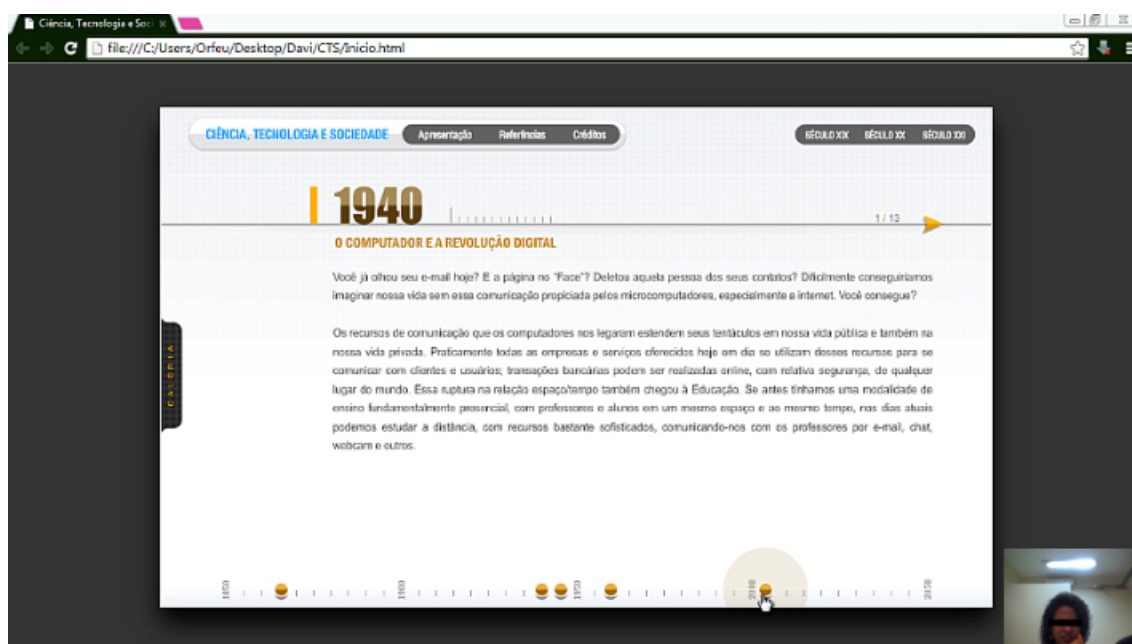 Ciência, Tecnologia e Soci
file:///C:/Users/Orfeu/Desktop/Davi/CTS/Inicio.html
CIÊNCIA, TECNOLOGIA E SOCIEDADE Apresentação Referências Créditos SÉCULO XIX SÉCULO XX SÉCULO XXI
1940
1 / 13
O COMPUTADOR E A REVOLUÇÃO DIGITAL
Você já olhou seu e-mail hoje? E a página no "Face"? Deletou aquela pessoa dos seus contatos? Dificilmente conseguiríamos
imaginar nossa vida sem essa comunicação propiciada pelos microcomputadores, especialmente a internet. Você consegue?
Os recursos de comunicação que os computadores nos legaram estendem seus tentáculos em nossa vida pública e também na
nossa vida privada. Praticamente todas as empresas e serviços oferecidos hoje em dia se utilizam desses recursos para se
comunicar com clientes e usuários; transações bancárias podem ser realizadas online, com relativa segurança, de qualquer
lugar do mundo. Essa ruptura na relação espaço/tempo também chegou à Educação. Se antes tínhamos uma modalidade de
ensino fundamentalmente presencial, com professores e alunos em um mesmo espaço e ao mesmo tempo, nos dias atuais
podemos estudar a distância, com recursos bastante sofisticados, comunicando-nos com os professores por e-mail, chat,
webcam e outros.
GALERIA
1850 1900 1950 2000 2050